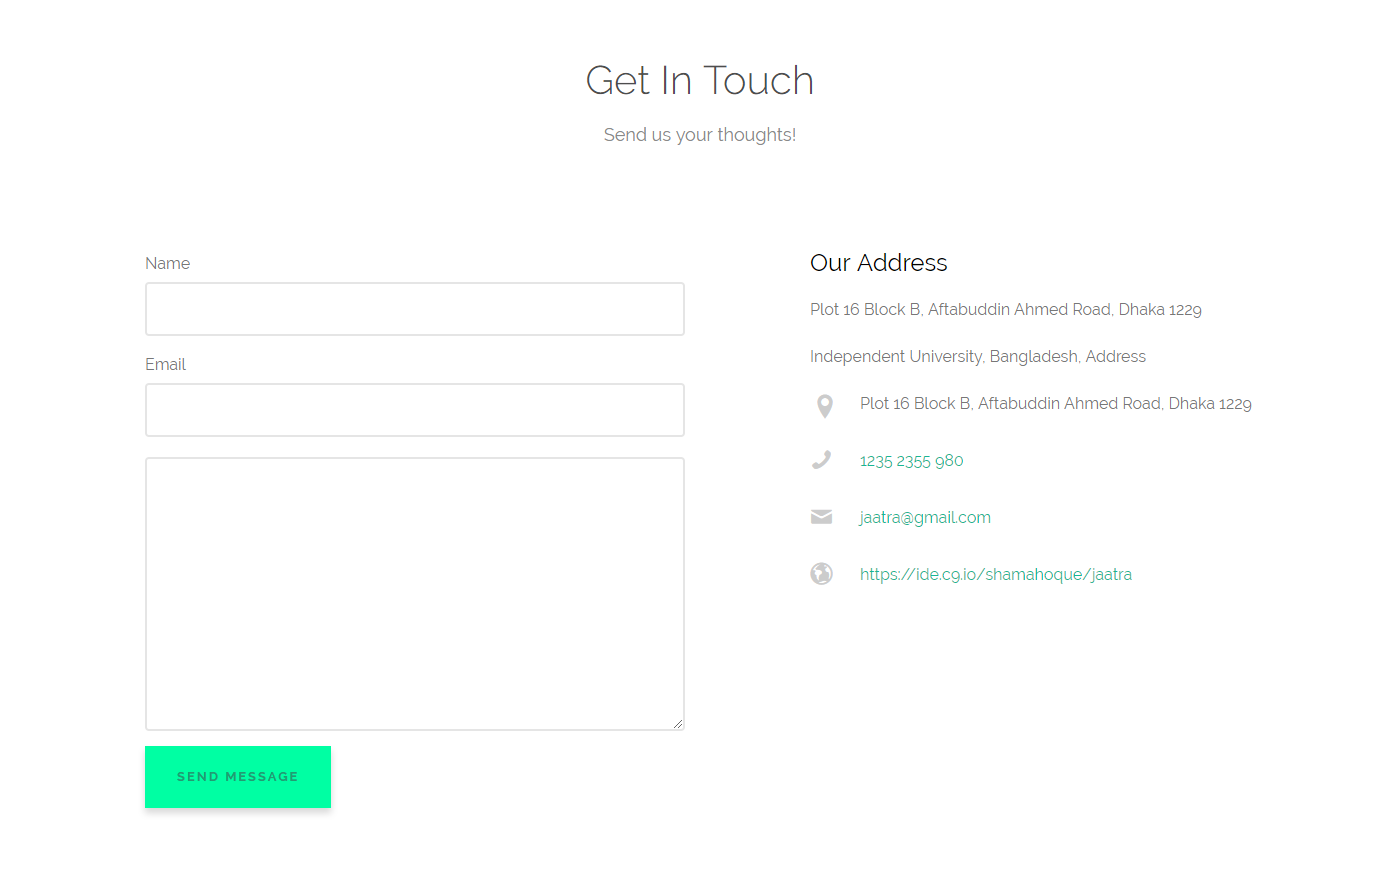 Get In Touch
Send us your thoughts!
Name
Email
SEND MESSAGE
Our Address
Plot 16 Block B, Aftabuddin Ahmed Road, Dhaka 1229
Independent University, Bangladesh, Address
Plot 16 Block B, Aftabuddin Ahmed Road, Dhaka 1229
1235 2355 980
jaatra@gmail.com
https://ide.c9.io/shamahoque/jaatra